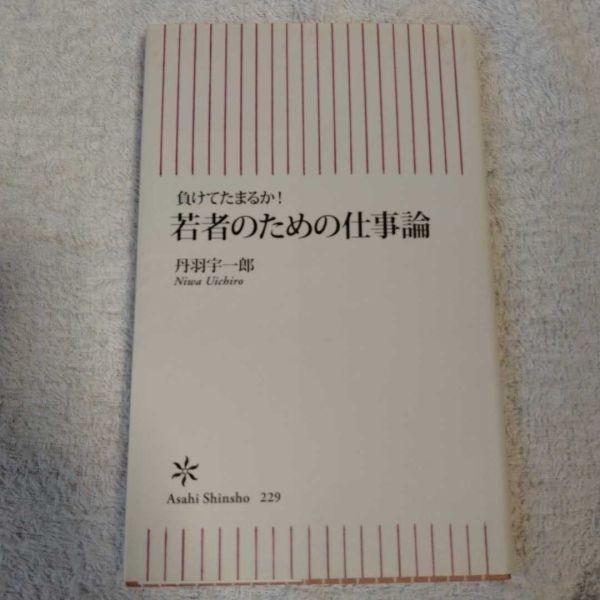 負けてたまるか!
若者のための仕事論
丹羽宇一郎
Niwa Uichiro
Asahi Shinsho 229